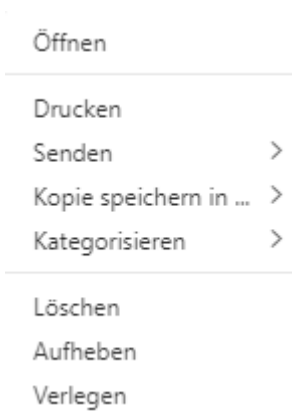 Öffnen
Drucken
Senden
Kopie speichern in ...
Kategorisieren
Löschen
Aufheben
Verlegen